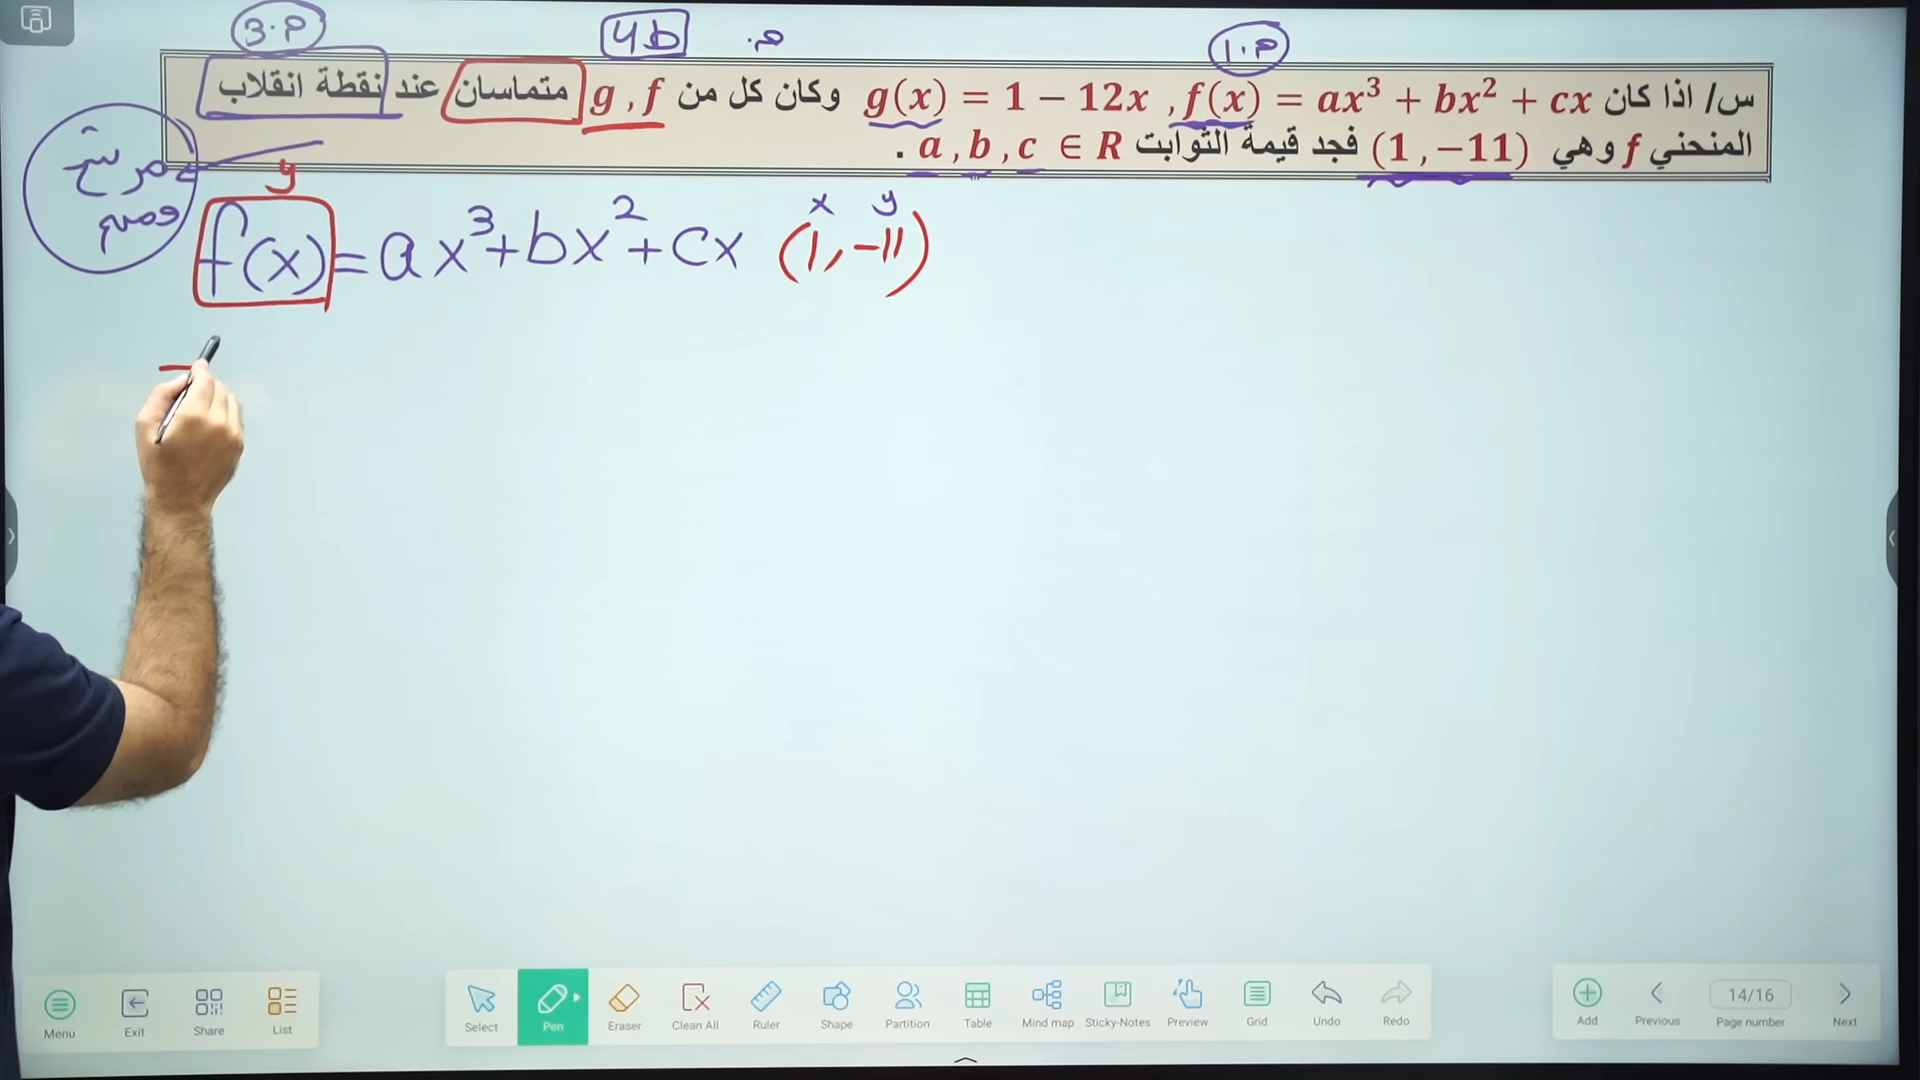 3.م
4b
م.
1.م
س/ اذا كان f(x) = ax³ + bx² + cx , g(x) = 1 − 12x وكان كل من g , f متماسان عند نقطة انقلاب
المنحني f وهي (1 , −11) فجد قيمة الثوابت a , b , c ∈ R .
y
x y
f(x) = ax³ + bx² + cx (1, -11)
Menu
Exit
Share
List
Select
Pen
Eraser
Clean All
Ruler
Shape
Partition
Table
Mind map
Sticky-Notes
Preview
Grid
Undo
Redo
Add
Previous
14/16
Page number
Next